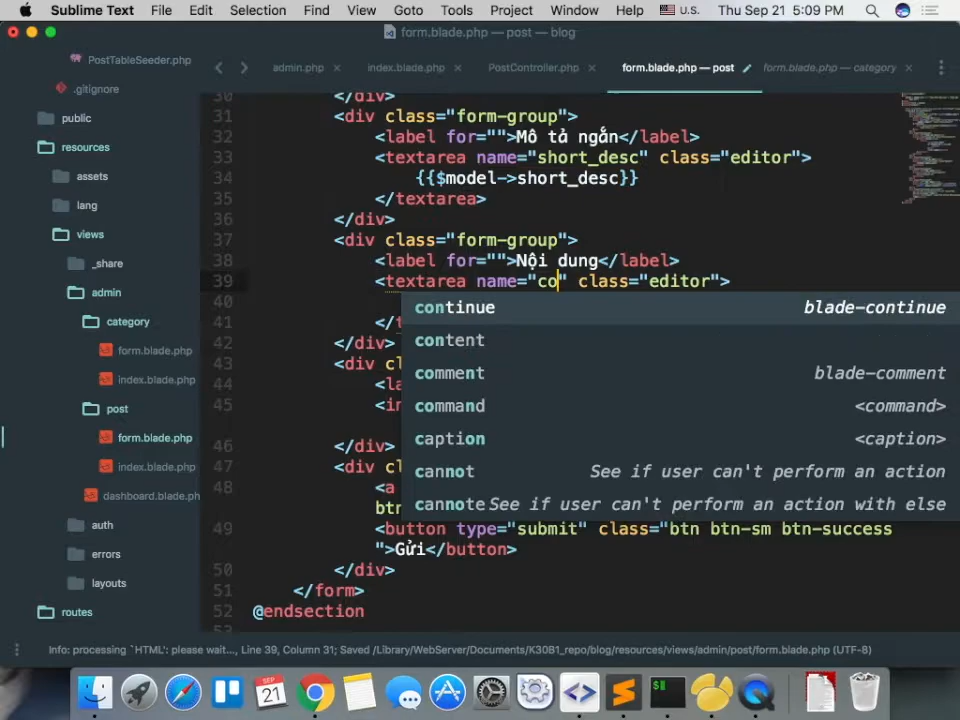 Sublime Text File Edit Selection Find View Goto Tools Project Window Help U.S. Thu Sep 21 5:09 PM
form.blade.php — post — blog
PostTableSeeder.php
.gitignore
public
resources
assets
lang
views
_share
admin
category
form.blade.php
index.blade.php
post
form.blade.php
index.blade.php
dashboard.blade.ph
auth
errors
layouts
routes
admin.php × index.blade.php × PostController.php × form.blade.php — post form.blade.php — category ×
30 </div>
31 <div class="form-group">
32 <label for="">Mô tả ngắn</label>
33 <textarea name="short_desc" class="editor">
34 {{$model->short_desc}}
35 </textarea>
36 </div>
37 <div class="form-group">
38 <label for="">Nội dung</label>
39 <textarea name="co" class="editor">
40
41 </t
42 </div>
43 <div cl
44 <la
45 <in
46 </div>
47 <div cl
48 <a
btn
49 <button type="submit" class="btn btn-sm btn-success
">Gửi</button>
50 </div>
51 </form>
52 @endsection
53
continue blade-continue
content
comment blade-comment
command <command>
caption <caption>
cannot See if user can't perform an action
cannote See if user can't perform an action with else
Info: processing `HTML': please wait..., Line 39, Column 31; Saved /Library/WebServer/Documents/K30B1_repo/blog/resources/views/admin/post/form.blade.php (UTF-8)
SEP
21